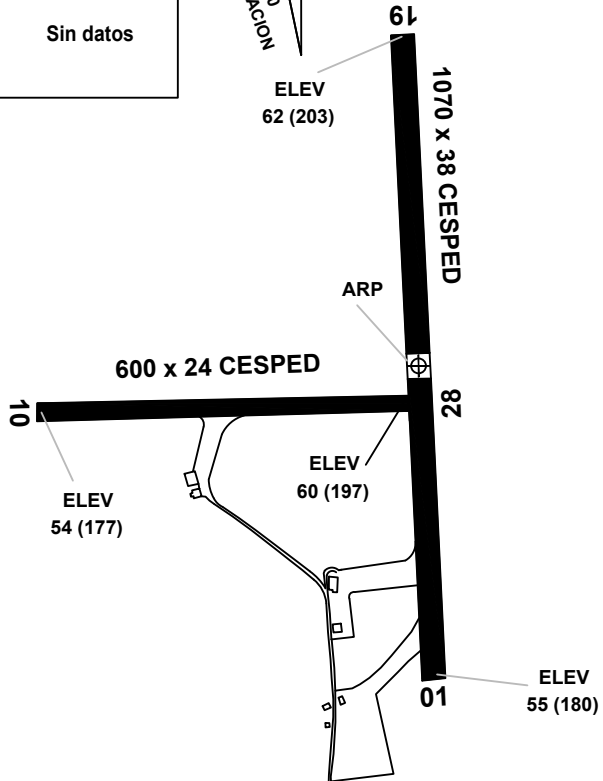 Sin datos
ACION
19
ELEV
62 (203)
1070 x 38 CESPED
ARP
600 x 24 CESPED
10
28
ELEV
60 (197)
ELEV
54 (177)
01
ELEV
55 (180)